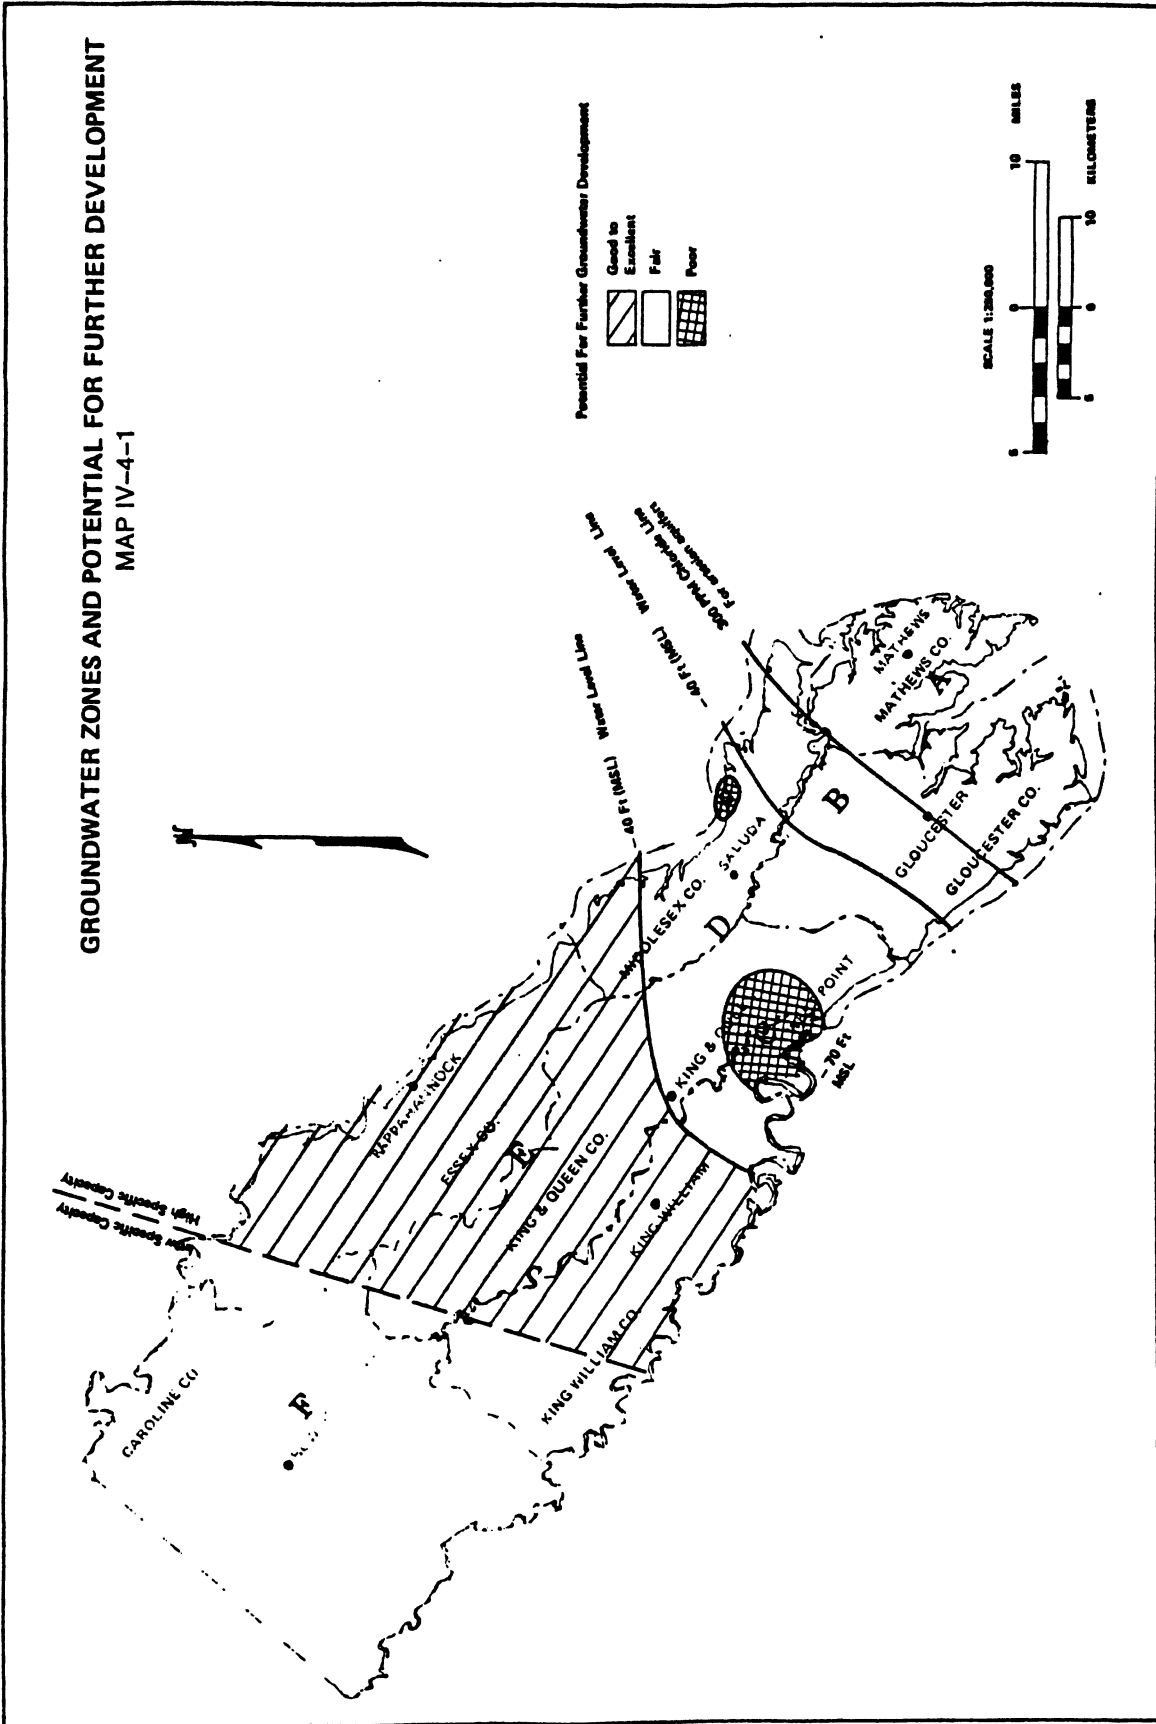 GROUNDWATER ZONES AND POTENTIAL FOR FURTHER DEVELOPMENT
MAP IV-4-1
N
Low Specific Capacity
High Specific Capacity
CAROLINE CO
F
RAPPAHANNOCK
ESSEX CO.
E
KING & QUEEN CO.
KING WILLIAM
KING WILLIAM CO.
- 40 Ft (MSL) Water Level Line
- 40 Ft (MSL) Water Level Line
300 PPM Chloride Line
For artesian aquifers
MIDDLESEX CO.
SALUDA
D
KING &
POINT
- 70 Ft
MSL
B
GLOUCESTER
GLOUCESTER CO.
MATHEWS
MATHEWS CO.
A
Potential For Further Groundwater Development
Good to
Excellent
Fair
Poor
SCALE 1:280,000
5 0 10 MILES
5 0 10 KILOMETERS